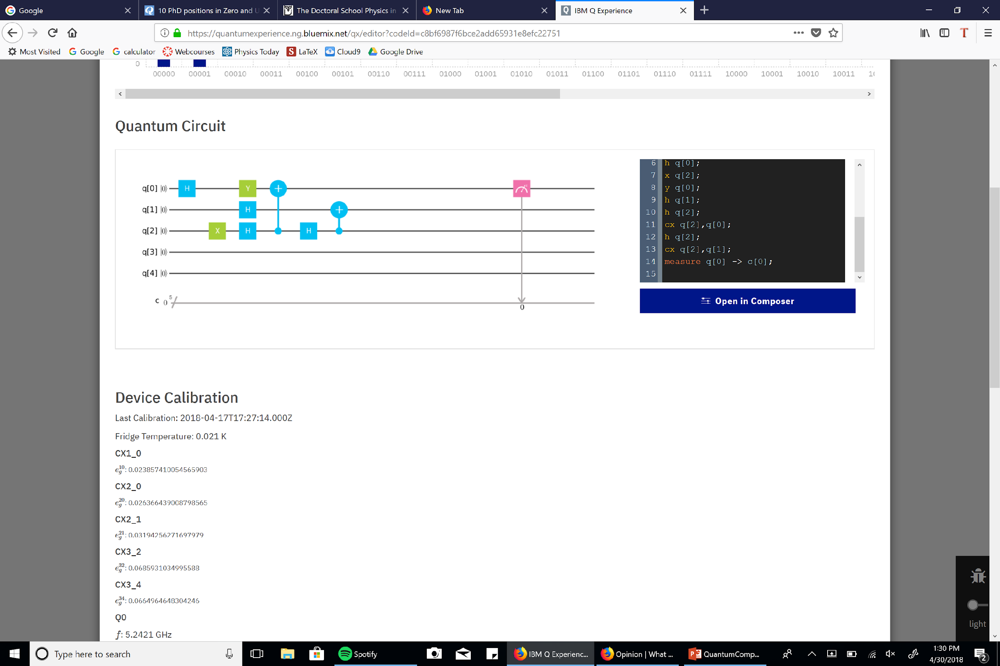 Google
10 PhD positions in Zero and U
The Doctoral School Physics in
New Tab
IBM Q Experience
https://quantumexperience.ng.bluemix.net/qx/editor?codeId=c8bf6987f6bce2add65931e8efc22751
Most Visited Google calculator Webcourses Physics Today LaTeX Cloud9 Google Drive
0
00000 00001 00010 00011 00100 00101 00110 00111 01000 01001 01010 01011 01100 01101 01110 01111 10000 10001 10010 10011 10
Quantum Circuit
q[0] |0⟩ H Y +
q[1] |0⟩ H +
q[2] |0⟩ X H H
q[3] |0⟩
q[4] |0⟩
c 0 5
0
6 h q[0];
7 x q[2];
8 y q[0];
9 h q[1];
10 h q[2];
11 cx q[2],q[0];
12 h q[2];
13 cx q[2],q[1];
14 measure q[0] -> c[0];
15
Open in Composer
Device Calibration
Last Calibration: 2018-04-17T17:27:14.000Z
Fridge Temperature: 0.021 K
CX1_0
e_g^10: 0.023857410054565903
CX2_0
e_g^20: 0.026366439008798565
CX2_1
e_g^21: 0.03194256271697979
CX3_2
e_g^32: 0.0685931034995588
CX3_4
e_g^34: 0.0664964648304246
Q0
f: 5.2421 GHz
light
Type here to search
Spotify
IBM Q Experienc...
Opinion | What ...
QuantumComp...
1:30 PM
4/30/2018
2